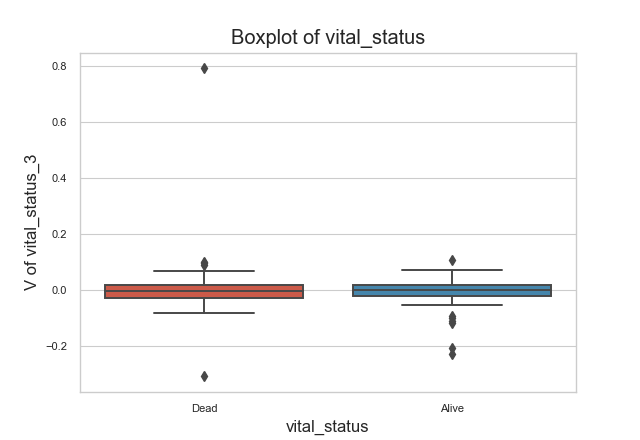 Boxplot of vital_status
V of vital_status_3
0.8
0.6
0.4
0.2
0.0
−0.2
Dead
Alive
vital_status